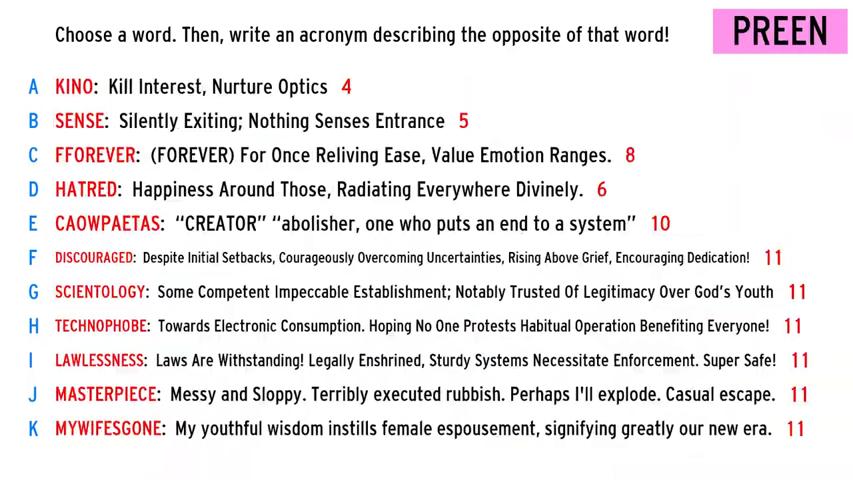 Choose a word. Then, write an acronym describing the opposite of that word!
PREEN
A KINO: Kill Interest, Nurture Optics 4
B SENSE: Silently Exiting; Nothing Senses Entrance 5
C FFOREVER: (FOREVER) For Once Reliving Ease, Value Emotion Ranges. 8
D HATRED: Happiness Around Those, Radiating Everywhere Divinely. 6
E CAOWPAETAS: “CREATOR” “abolisher, one who puts an end to a system” 10
F DISCOURAGED: Despite Initial Setbacks, Courageously Overcoming Uncertainties, Rising Above Grief, Encouraging Dedication! 11
G SCIENTOLOGY: Some Competent Impeccable Establishment; Notably Trusted Of Legitimacy Over God's Youth 11
H TECHNOPHOBE: Towards Electronic Consumption. Hoping No One Protests Habitual Operation Benefiting Everyone! 11
I LAWLESSNESS: Laws Are Withstanding! Legally Enshrined, Sturdy Systems Necessitate Enforcement. Super Safe! 11
J MASTERPIECE: Messy and Sloppy. Terribly executed rubbish. Perhaps I'll explode. Casual escape. 11
K MYWIFESGONE: My youthful wisdom instills female espousement, signifying greatly our new era. 11